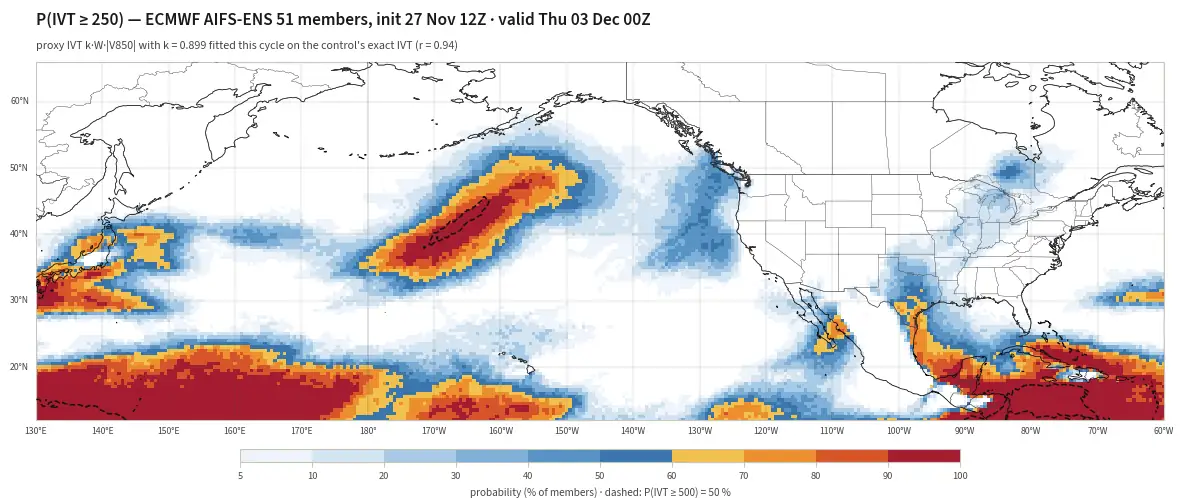 P(IVT ≥ 250) — ECMWF AIFS-ENS 51 members, init 27 Nov 12Z · valid Thu 03 Dec 00Z
proxy IVT k·W·|V850| with k = 0.899 fitted this cycle on the control's exact IVT (r = 0.94)
60°N
50°N
40°N
30°N
20°N
130°E 140°E 150°E 160°E 170°E 180° 170°W 160°W 150°W 140°W 130°W 120°W 110°W 100°W 90°W 80°W 70°W 60°W
5 10 20 30 40 50 60 70 80 90 100
probability (% of members) · dashed: P(IVT ≥ 500) = 50 %